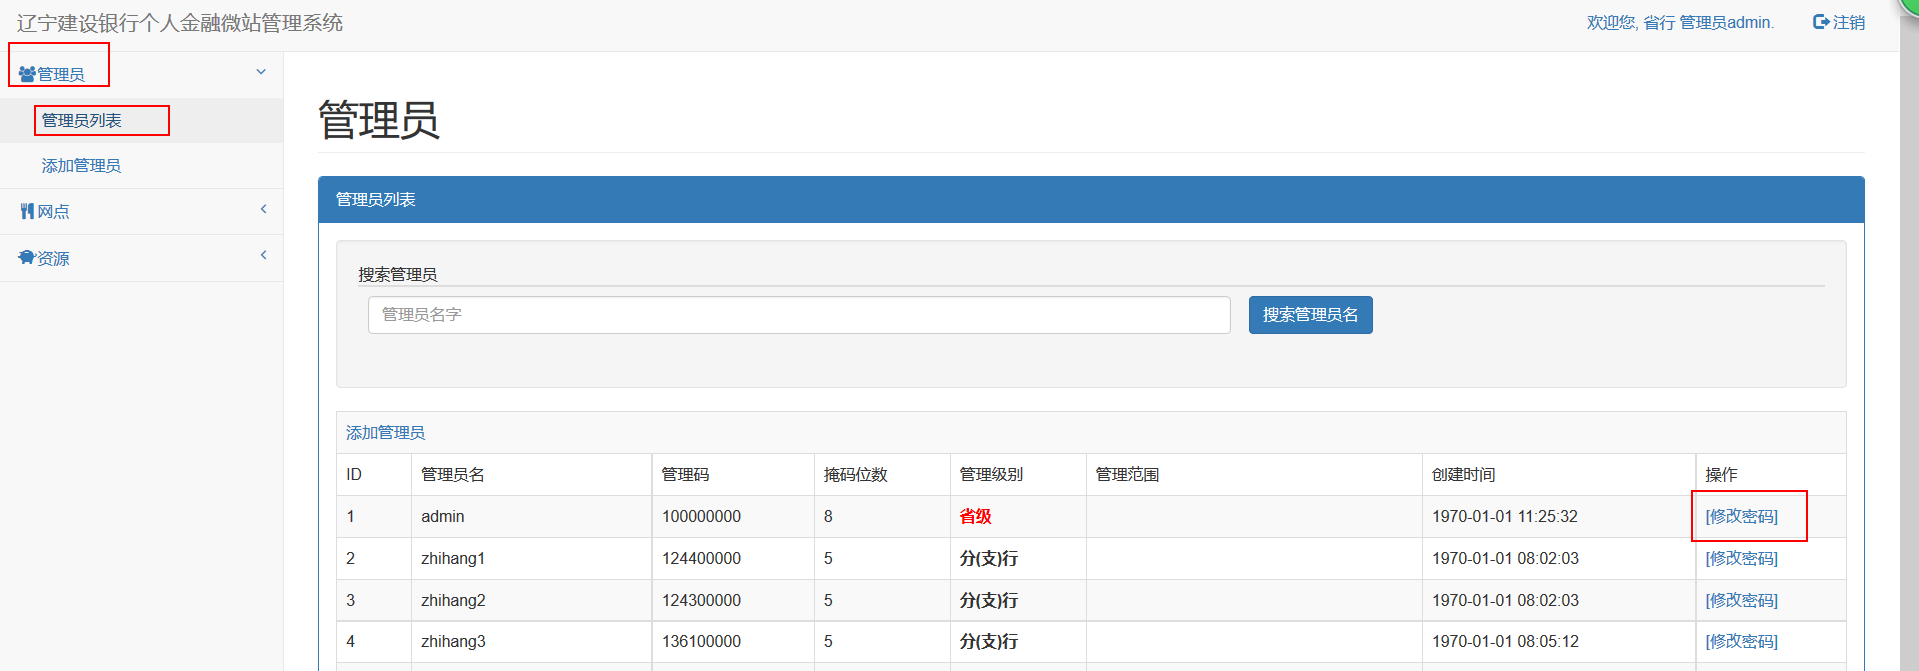 辽宁建设银行个人金融微站管理系统
欢迎您, 省行 管理员admin.
注销
管理员
管理员列表
添加管理员
网点
资源
管理员
管理员列表
搜索管理员
管理员名字
搜索管理员名
添加管理员
ID 管理员名 管理码 掩码位数 管理级别 管理范围 创建时间 操作
1 admin 100000000 8 省级 1970-01-01 11:25:32 [修改密码]
2 zhihang1 124400000 5 分(支)行 1970-01-01 08:02:03 [修改密码]
3 zhihang2 124300000 5 分(支)行 1970-01-01 08:02:03 [修改密码]
4 zhihang3 136100000 5 分(支)行 1970-01-01 08:05:12 [修改密码]